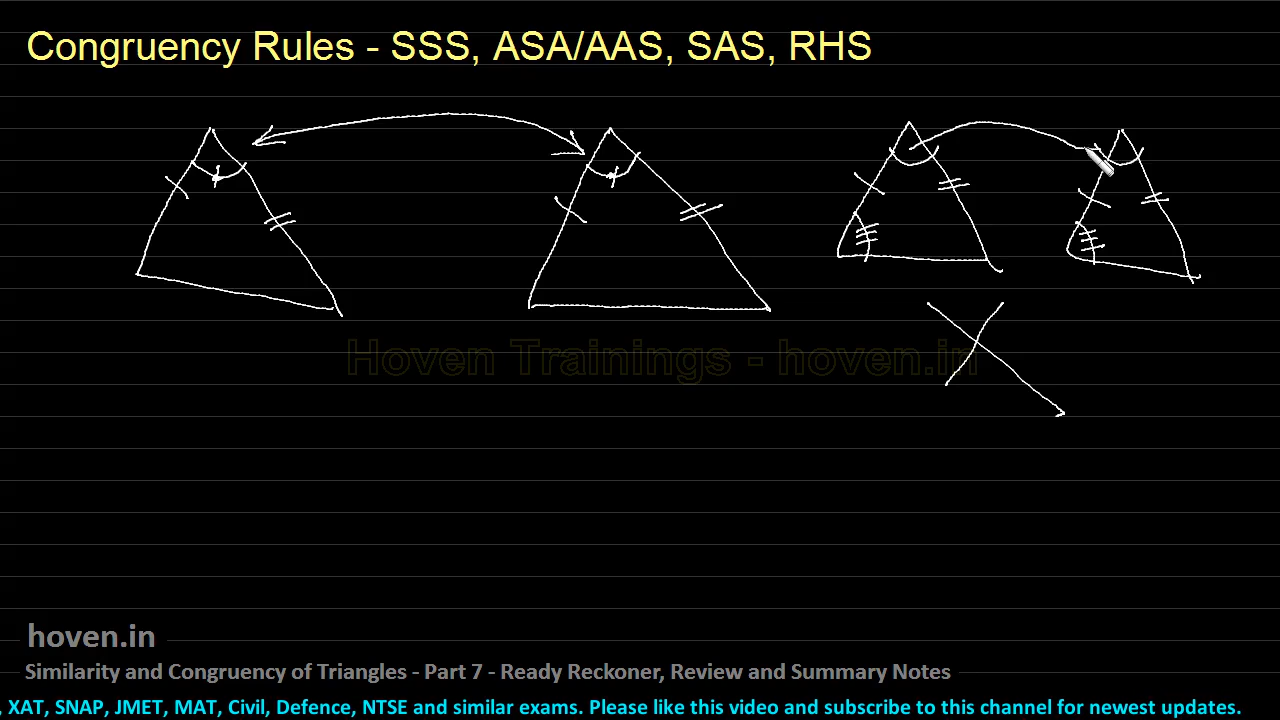 Congruency Rules - SSS, ASA/AAS, SAS, RHS
Hoven Trainings - hoven.in
hoven.in
Similarity and Congruency of Triangles - Part 7 - Ready Reckoner, Review and Summary Notes
, XAT, SNAP, JMET, MAT, Civil, Defence, NTSE and similar exams. Please like this video and subscribe to this channel for newest updates.